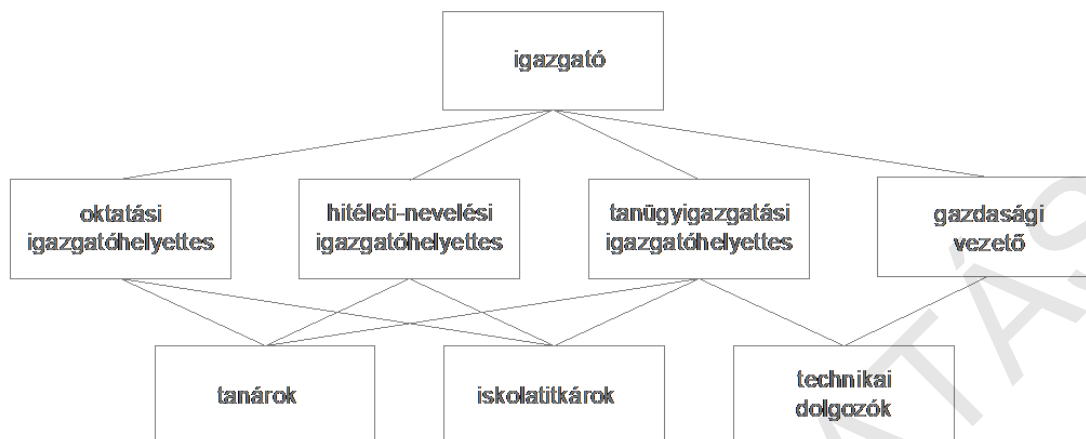 igazgató
oktatási
igazgatóhelyettes
hitéleti-nevelési
igazgatóhelyettes
tanügyigazgatási
igazgatóhelyettes
gazdasági
vezető
tanárok
iskolatitkárok
technikai
dolgozók